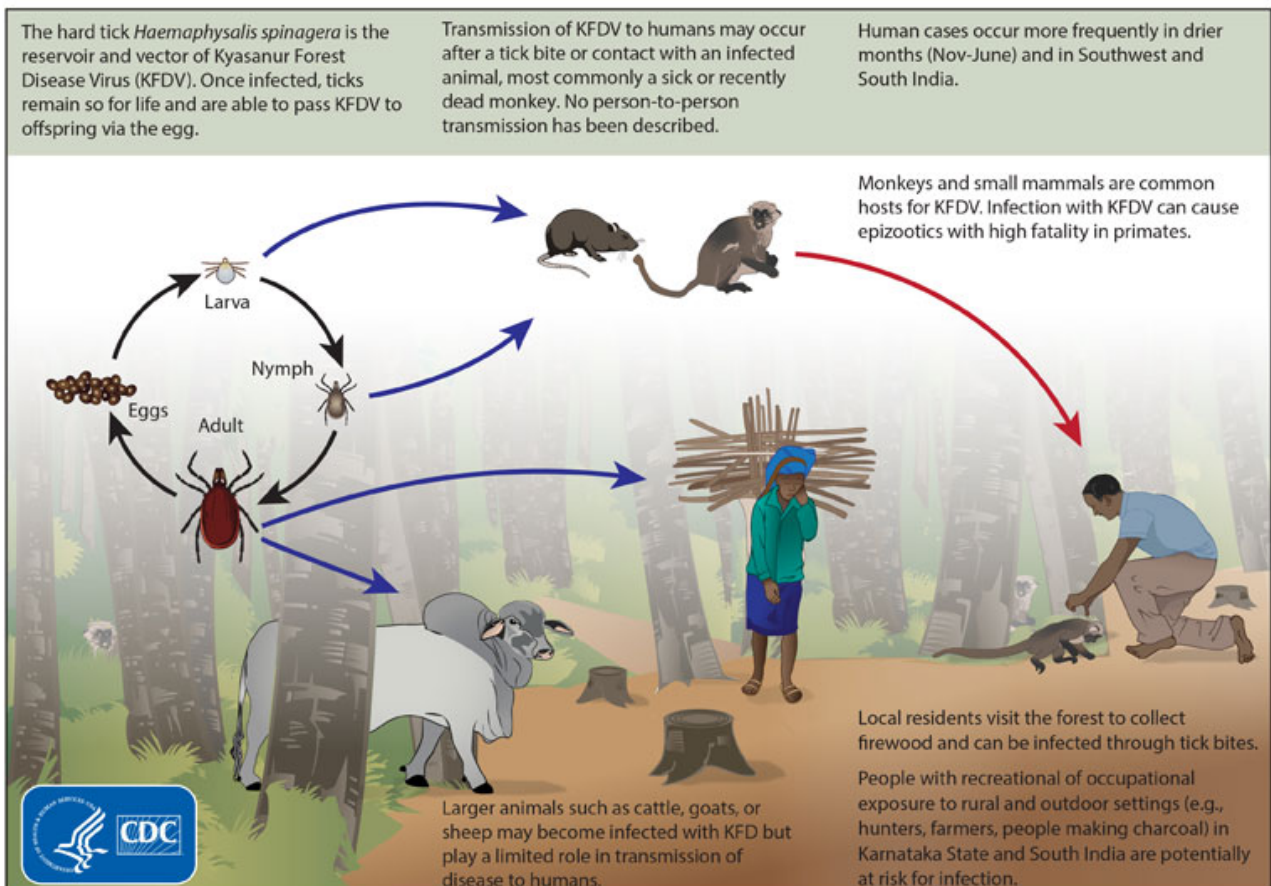 The hard tick Haemaphysalis spinagera is the
reservoir and vector of Kyasanur Forest
Disease Virus (KFDV). Once infected, ticks
remain so for life and are able to pass KFDV to
offspring via the egg.
Transmission of KFDV to humans may occur
after a tick bite or contact with an infected
animal, most commonly a sick or recently
dead monkey. No person-to-person
transmission has been described.
Human cases occur more frequently in drier
months (Nov-June) and in Southwest and
South India.
Monkeys and small mammals are common
hosts for KFDV. Infection with KFDV can cause
epizootics with high fatality in primates.
Larva
Nymph
Eggs
Adult
Local residents visit the forest to collect
firewood and can be infected through tick bites.
People with recreational of occupational
exposure to rural and outdoor settings (e.g.,
hunters, farmers, people making charcoal) in
Karnataka State and South India are potentially
at risk for infection.
Larger animals such as cattle, goats, or
sheep may become infected with KFD but
play a limited role in transmission of
disease to humans.
CDC